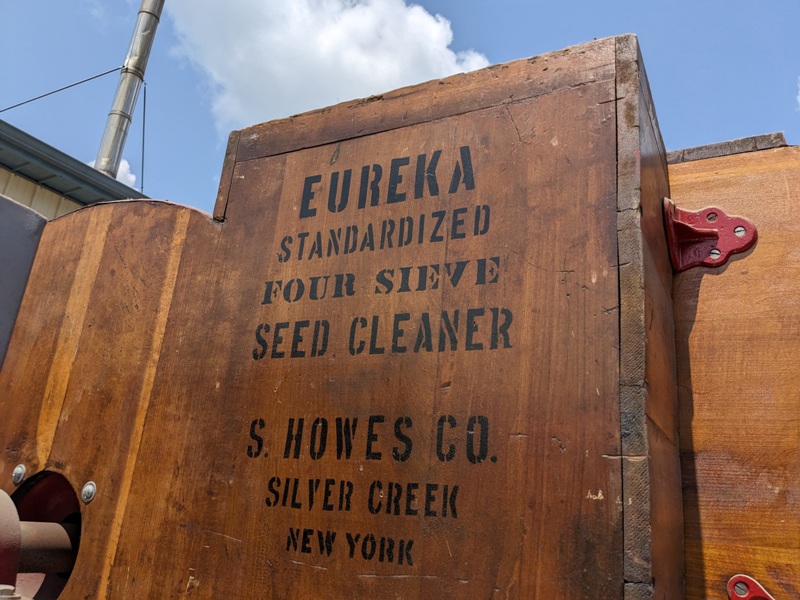 EUREKA
STANDARDIZED
FOUR SIEVE
SEED CLEANER
S. HOWES CO.
SILVER CREEK
NEW YORK